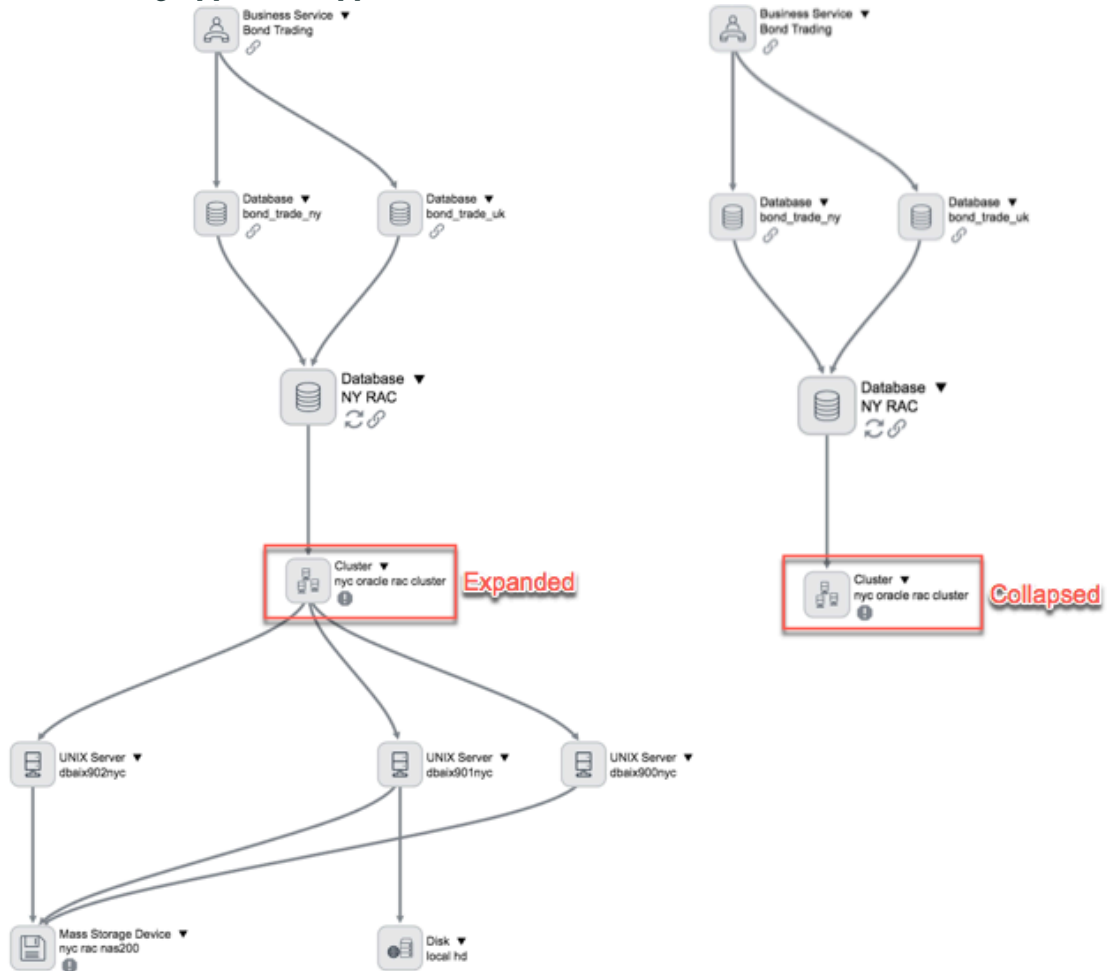 Business Service ▼
Bond Trading
Business Service ▼
Bond Trading
Database ▼
bond_trade_ny
Database ▼
bond_trade_uk
Database ▼
bond_trade_ny
Database ▼
bond_trade_uk
Database ▼
NY RAC
Database ▼
NY RAC
Cluster ▼
nyc oracle rac cluster
Expanded
Cluster ▼
nyc oracle rac cluster
Collapsed
UNIX Server ▼
dbaix902nyc
UNIX Server ▼
dbaix901nyc
UNIX Server ▼
dbaix900nyc
Mass Storage Device ▼
nyc rac nas200
Disk ▼
local hd